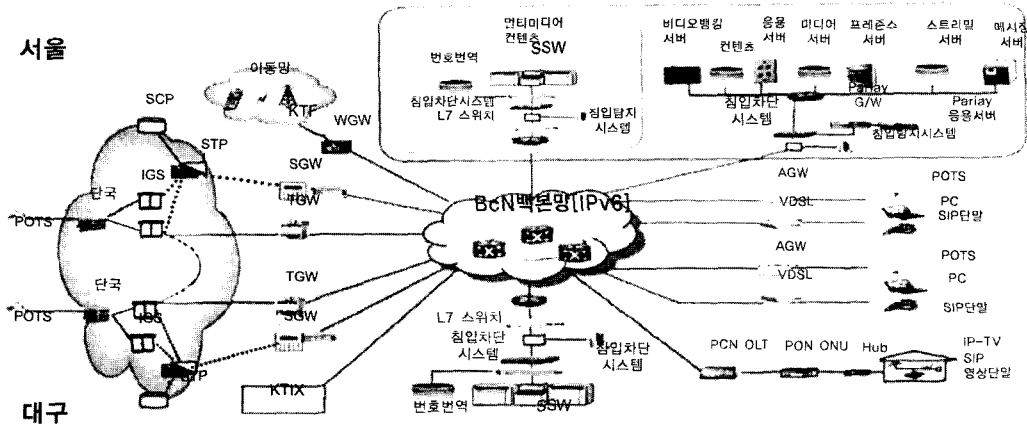 서울
멀티미디어
컨텐츠
SSW
번호번역
침입차단시스템
L7 스위치
침입탐지
시스템
비디오뱅킹
서버
컨텐츠
응용
서버
미디어
서버
프레즌스
서버
스트리밍
서버
메시징
서버
침입차단
시스템
Parlay
G/W
침입탐지시스템
Parlay
응용서버
이동망
KTF
WGW
SCP
STP
IGS
단국
POTS
SGW
TGW
BcN백본망[IPv6]
AGW
VDSL
POTS
PC
SIP단말
AGW
VDSL
POTS
PC
SIP단말
단국
POTS
IGS
STP
TGW
SGW
KTIX
L7 스위치
침입차단
시스템
침입차단
시스템
번호번역
SSW
PCN OLT
PON ONU
Hub
IP-TV
SIP
영상단말
대구